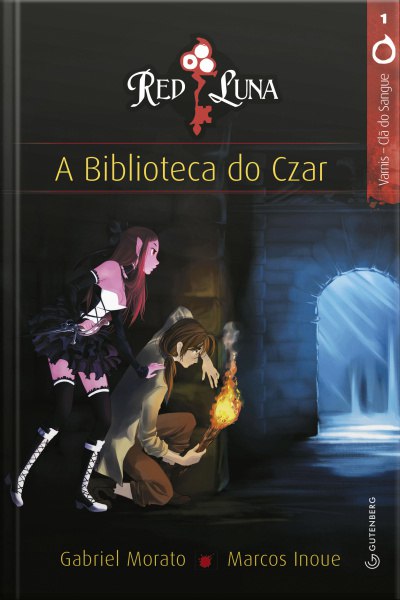 1
Varnis - Clã do Sangue
RED LUNA
A Biblioteca do Czar
Gabriel Morato Marcos Inoue
GUTENBERG